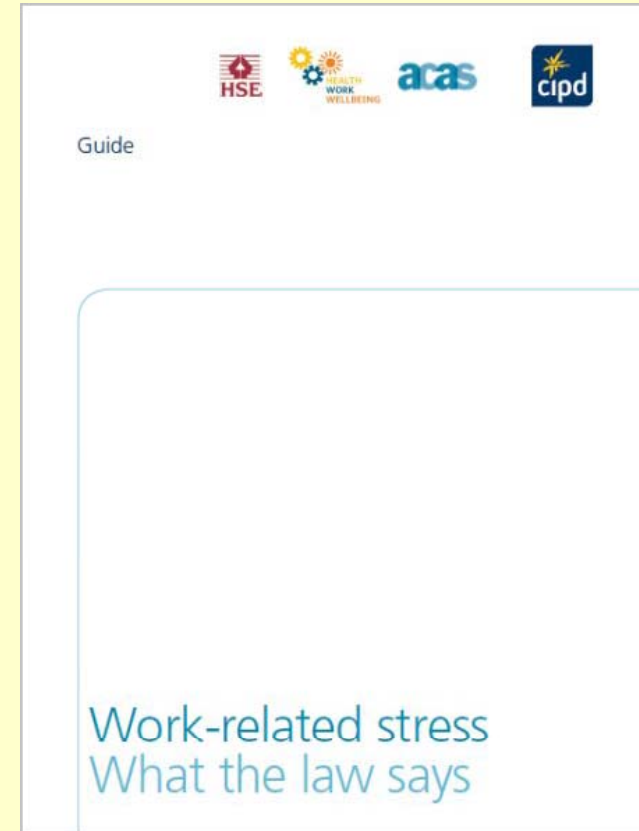 HSE
HEALTH
WORK
WELLBEING
acas
cipd
Guide
Work-related stress
What the law says